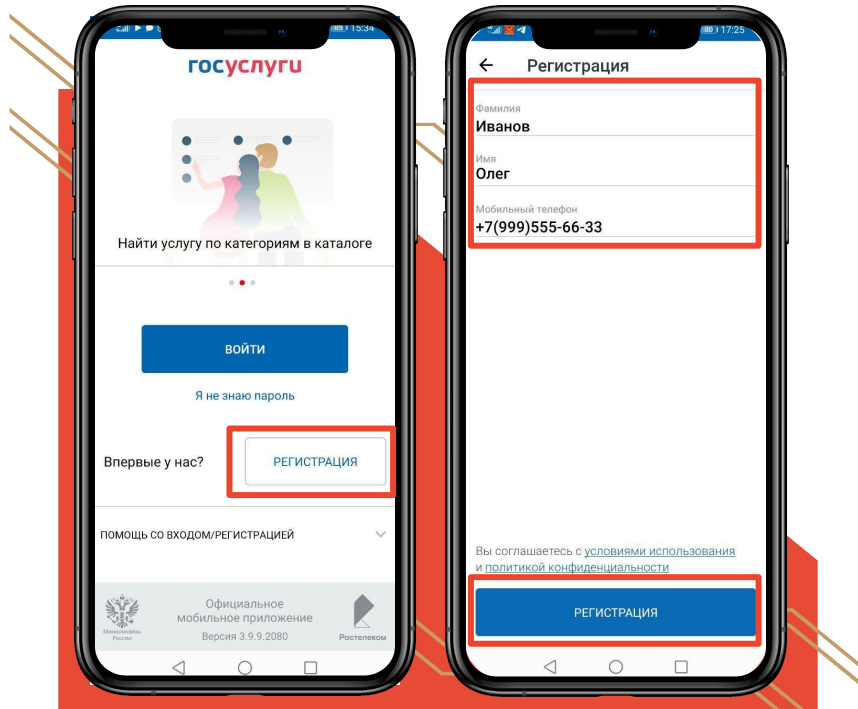 85 15:34
госуслуги
Найти услугу по категориям в каталоге
ВОЙТИ
Я не знаю пароль
Впервые у нас?
РЕГИСТРАЦИЯ
ПОМОЩЬ СО ВХОДОМ/РЕГИСТРАЦИЕЙ
Минкомсвязь
России
Официальное
мобильное приложение
Версия 3.9.9.2080
Ростелеком
80 17:25
Регистрация
Фамилия
Иванов
Имя
Олег
Мобильный телефон
+7(999)555-66-33
Вы соглашаетесь с условиями использования
и политикой конфиденциальности
РЕГИСТРАЦИЯ